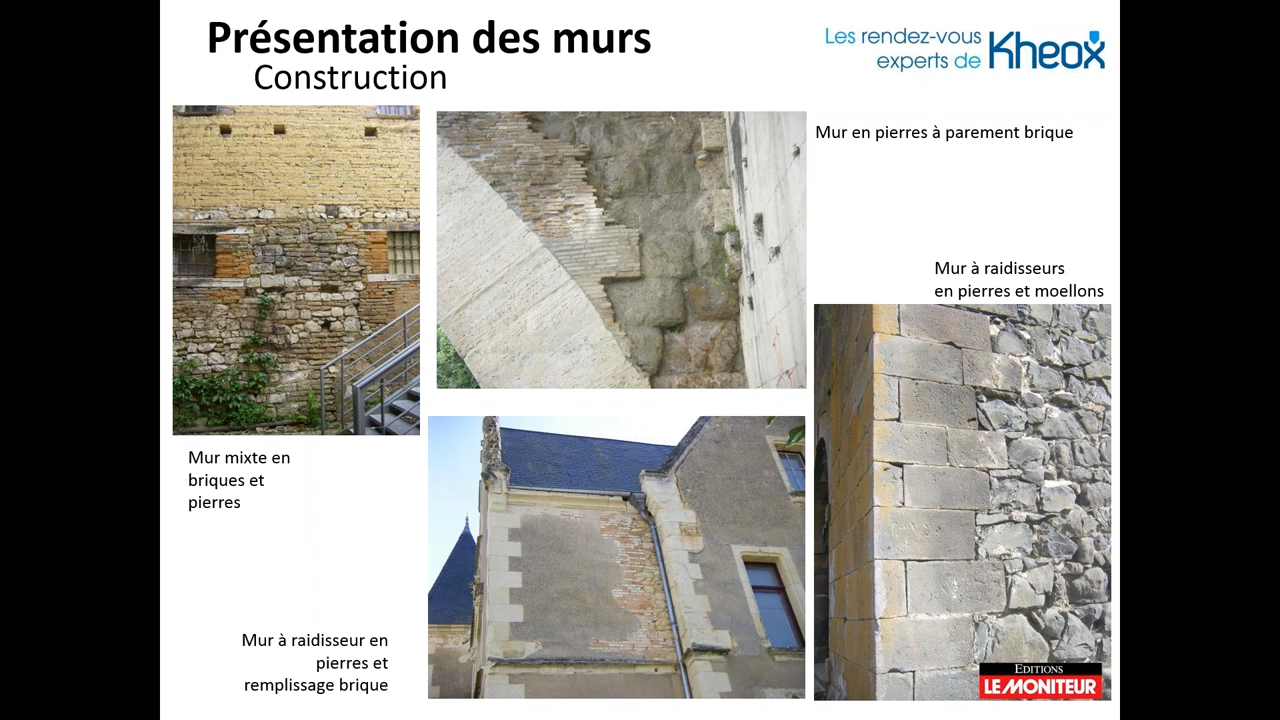 Présentation des murs
Construction
Les rendez-vous
experts de Kheox
Mur en pierres à parement brique
Mur à raidisseurs
en pierres et moellons
Mur mixte en
briques et
pierres
Mur à raidisseur en
pierres et
remplissage brique
EDITIONS
LE MONITEUR